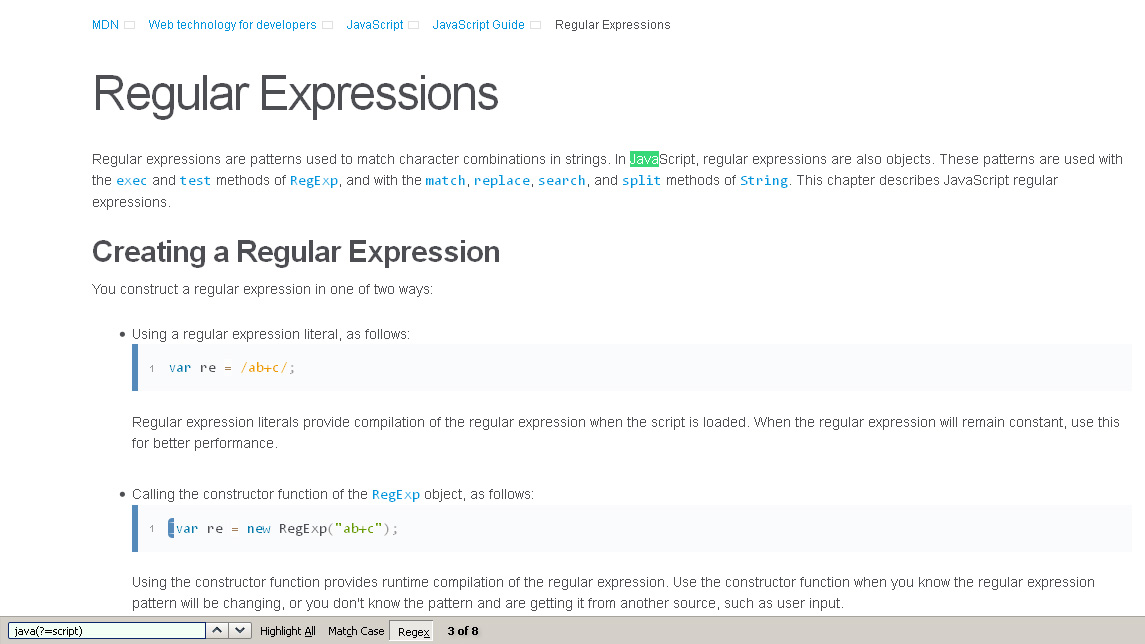 MDN Web technology for developers JavaScript JavaScript Guide Regular Expressions
Regular Expressions
Regular expressions are patterns used to match character combinations in strings. In JavaScript, regular expressions are also objects. These patterns are used with
the exec and test methods of RegExp, and with the match, replace, search, and split methods of String. This chapter describes JavaScript regular
expressions.
Creating a Regular Expression
You construct a regular expression in one of two ways:
• Using a regular expression literal, as follows:
1 var re = /ab+c/;
Regular expression literals provide compilation of the regular expression when the script is loaded. When the regular expression will remain constant, use this
for better performance.
• Calling the constructor function of the RegExp object, as follows:
1 var re = new RegExp("ab+c");
Using the constructor function provides runtime compilation of the regular expression. Use the constructor function when you know the regular expression
pattern will be changing, or you don't know the pattern and are getting it from another source, such as user input.
java(?=script) Highlight All Match Case Regex 3 of 8